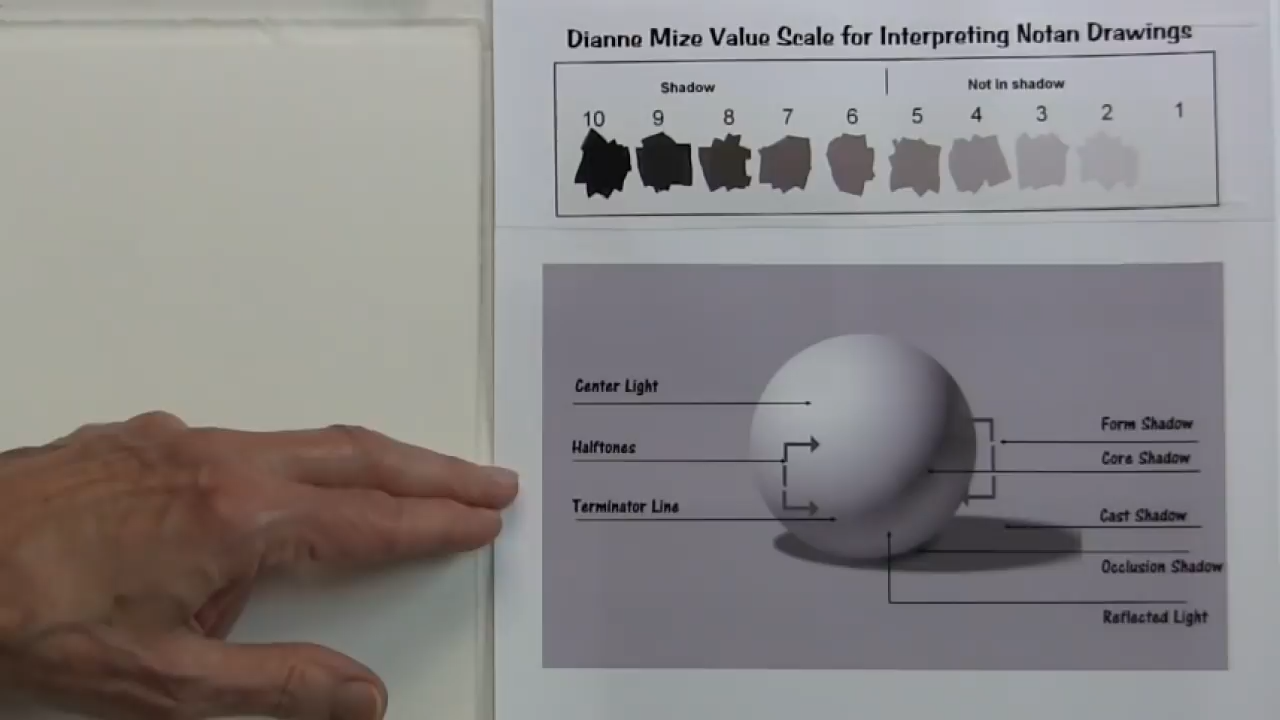 Dianne Mize Value Scale for Interpreting Notan Drawings
Shadow Not in shadow
10 9 8 7 6 5 4 3 2 1
Center Light
Halftones
Terminator Line
Form Shadow
Core Shadow
Cast Shadow
Occlusion Shadow
Reflected Light